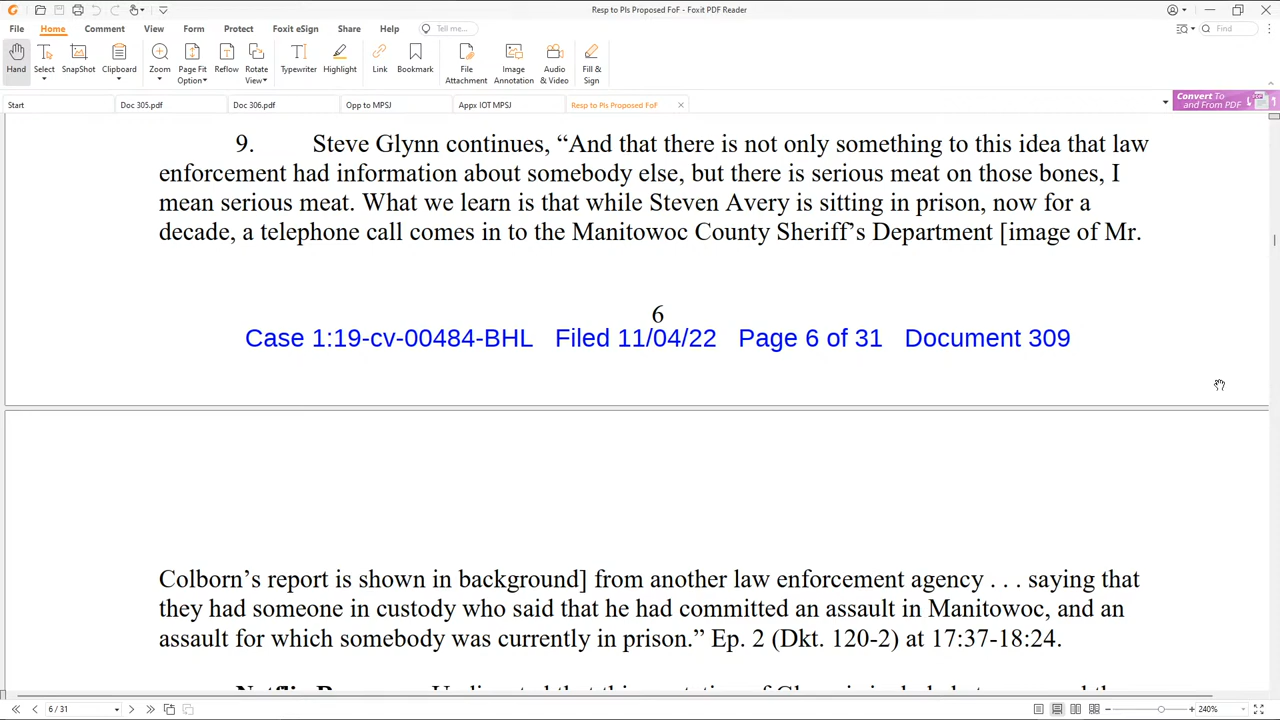 Resp to Pls Proposed FoF - Foxit PDF Reader
File Home Comment View Form Protect Foxit eSign Share Help Tell me... Find
Hand Select SnapShot Clipboard Zoom Page Fit Option Reflow Rotate View Typewriter Highlight Link Bookmark File Attachment Image Annotation Audio & Video Fill & Sign
Start Doc 305.pdf Doc 306.pdf Opp to MPSJ Appx IOT MPSJ Resp to Pls Proposed FoF
Convert To and From PDF
9. Steve Glynn continues, “And that there is not only something to this idea that law
enforcement had information about somebody else, but there is serious meat on those bones, I
mean serious meat. What we learn is that while Steven Avery is sitting in prison, now for a
decade, a telephone call comes in to the Manitowoc County Sheriff’s Department [image of Mr.
6
Case 1:19-cv-00484-BHL Filed 11/04/22 Page 6 of 31 Document 309
Colborn’s report is shown in background] from another law enforcement agency . . . saying that
they had someone in custody who said that he had committed an assault in Manitowoc, and an
assault for which somebody was currently in prison.” Ep. 2 (Dkt. 120-2) at 17:37-18:24.
6 / 31 240%